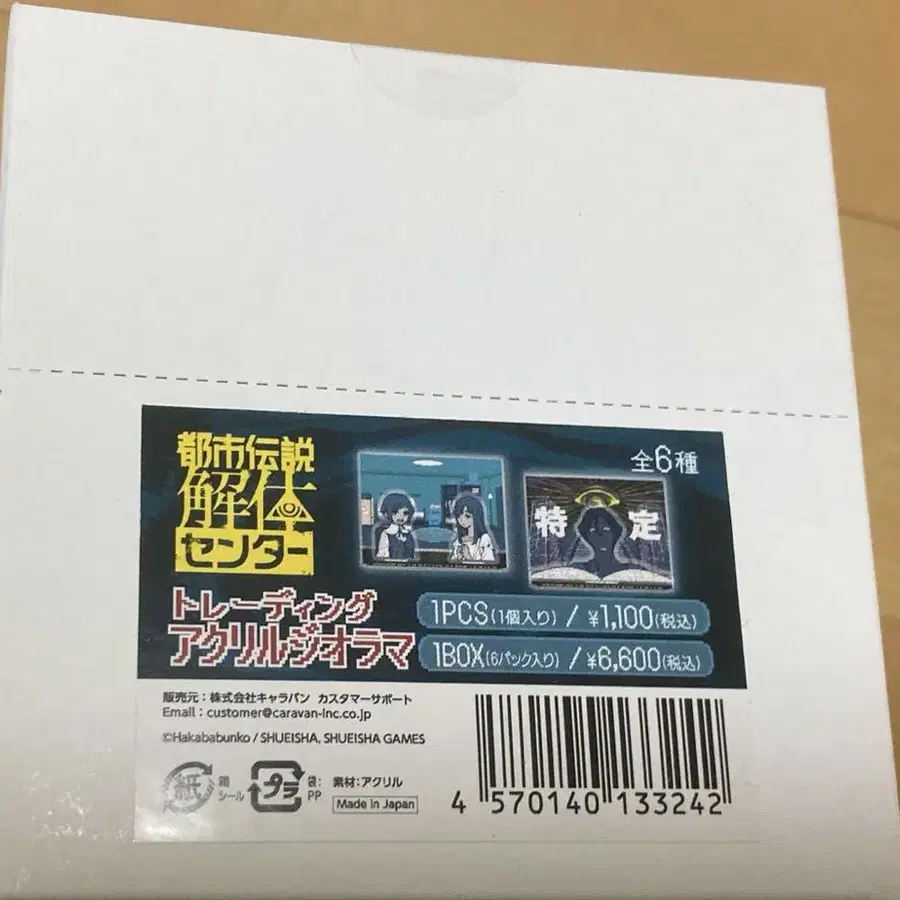 都市伝説
解体
センター
全6種
特定
トレーディング
アクリルジオラマ
1PCS(1個入り) / ¥1,100(税込)
1BOX(6パック入り) / ¥6,600(税込)
販売元：株式会社キャラバン カスタマーサポート
Email：customer@caravan-inc.co.jp
©Hakababunko / SHUEISHA, SHUEISHA GAMES
紙
箱
シール
プラ
袋：
PP
素材：アクリル
Made in Japan
4 570140 133242